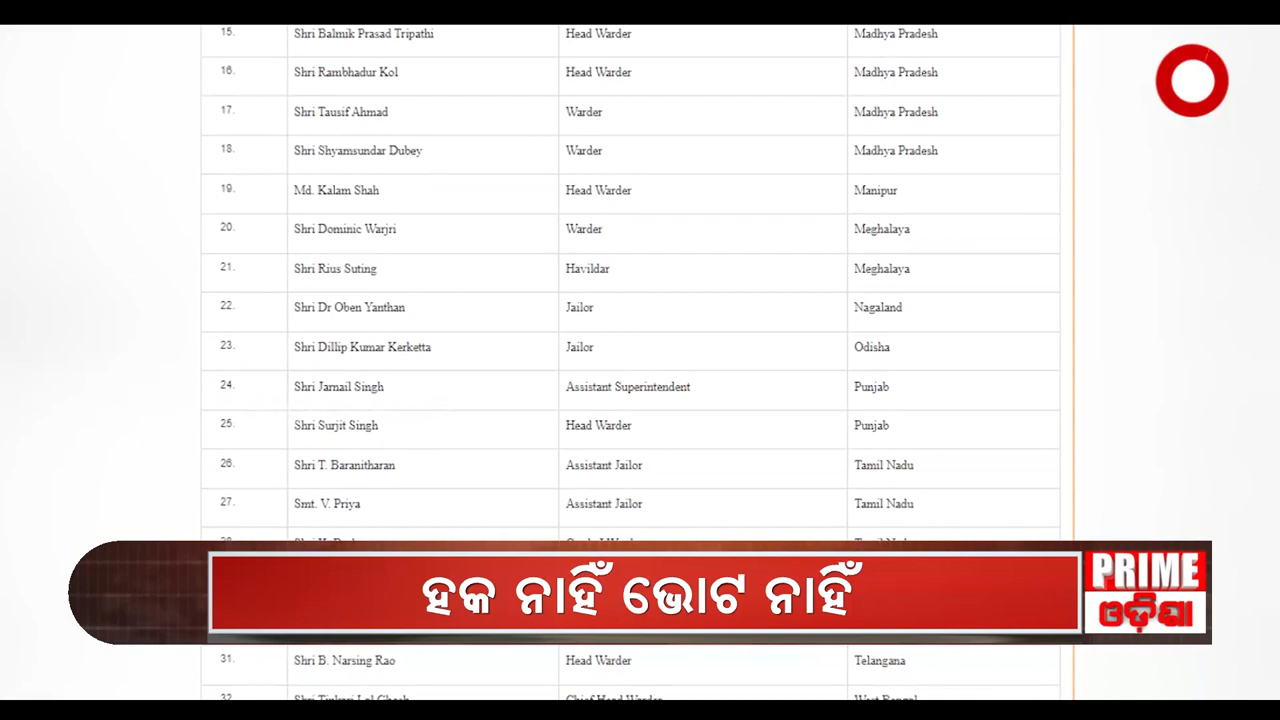 15. Shri Balmik Prasad Tripathi Head Warder Madhya Pradesh
16. Shri Rambhadur Kol Head Warder Madhya Pradesh
17. Shri Tausif Ahmad Warder Madhya Pradesh
18. Shri Shyamsundar Dubey Warder Madhya Pradesh
19. Md. Kalam Shah Head Warder Manipur
20. Shri Dominic Warjri Warder Meghalaya
21. Shri Rius Suting Havildar Meghalaya
22. Shri Dr Oben Yanthan Jailor Nagaland
23. Shri Dillip Kumar Kerketta Jailor Odisha
24. Shri Jarnail Singh Assistant Superintendent Punjab
25. Shri Surjit Singh Head Warder Punjab
26. Shri T. Baranitharan Assistant Jailor Tamil Nadu
27. Smt. V. Priya Assistant Jailor Tamil Nadu
ହକ ନାହିଁ ଭୋଟ ନାହିଁ
PRIME
ଓଡ଼ିଶା
31. Shri B. Narsing Rao Head Warder Telangana